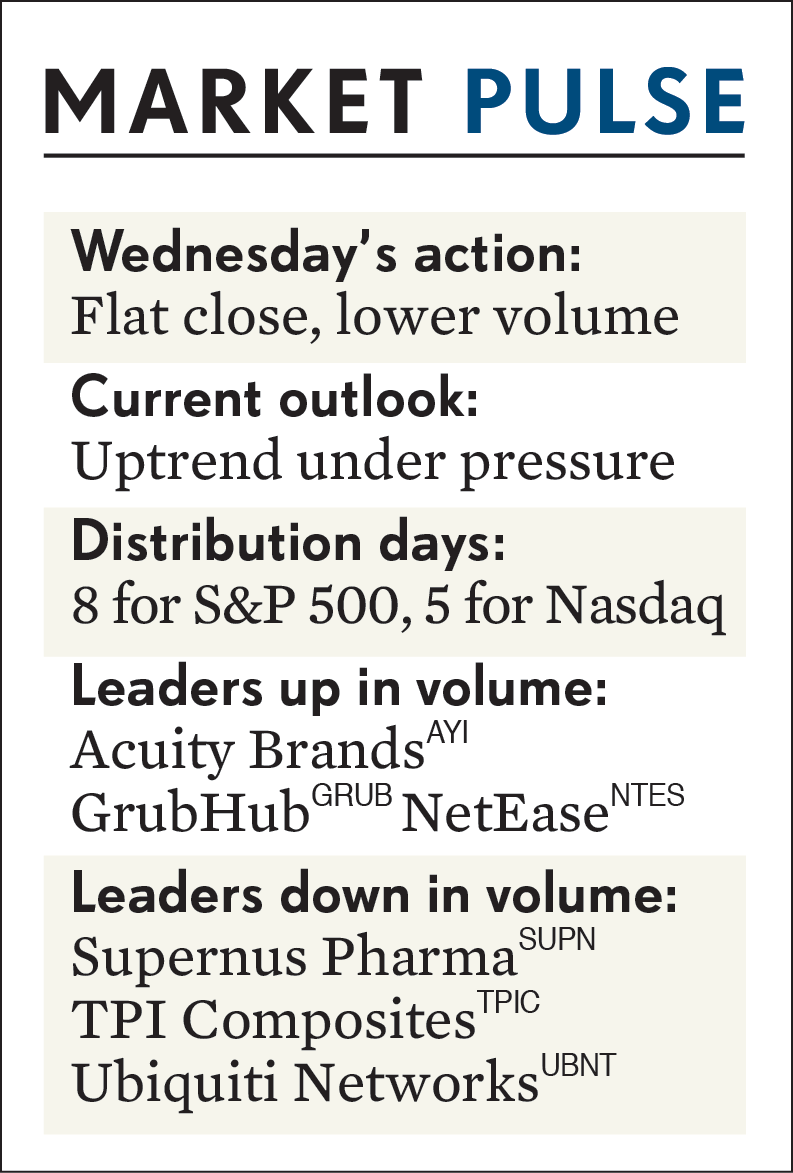 MARKET PULSE
Wednesday’s action:
Flat close, lower volume
Current outlook:
Uptrend under pressure
Distribution days:
8 for S&P 500, 5 for Nasdaq
Leaders up in volume:
Acuity Brands AYI
GrubHub GRUB NetEase NTES
Leaders down in volume:
Supernus Pharma SUPN
TPI Composites TPIC
Ubiquiti Networks UBNT